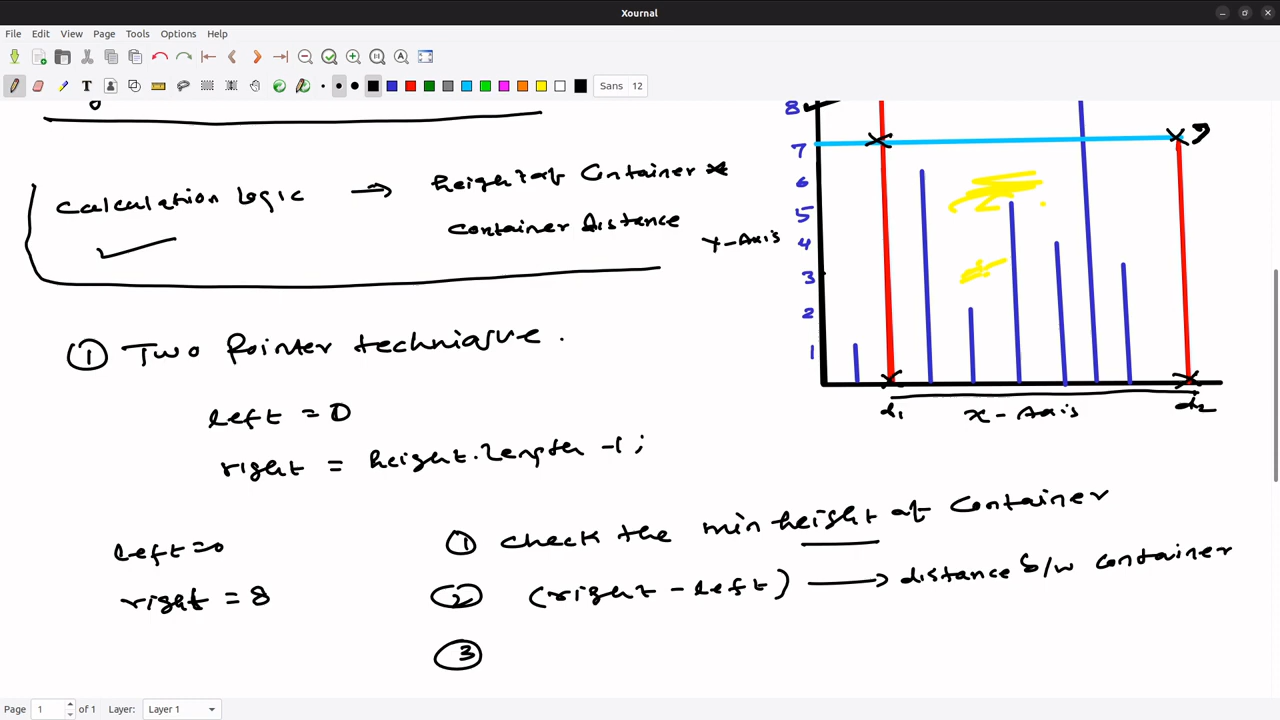 Xournal
File Edit View Page Tools Options Help
Sans 12
Calculation Logic → height of Container *
Container Distance
① Two Pointer technique.
left = 0
right = height.length -1;
left = 0
right = 8
① check the min height of Container
② (right - left) → distance b/w container
③
8
7
6
5
4
3
2
1
Y-Axis
7
d1 X-Axis d2
Page 1 of 1 Layer: Layer 1